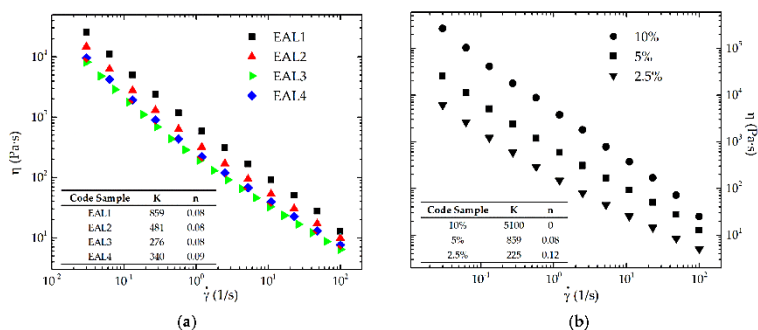 (a)
EAL1
EAL2
EAL3
EAL4
η (Pa·s)
10⁴
10³
10²
10¹
Code Sample K n
EAL1 859 0.08
EAL2 481 0.08
EAL3 276 0.08
EAL4 340 0.09
10⁻² 10⁻¹ 10⁰ 10¹ 10²
γ̇ (1/s)
(a)
(b)
10%
5%
2.5%
10⁵
10⁴
10³
10²
10¹
η (Pa·s)
Code Sample K n
10% 5100 0
5% 859 0.08
2.5% 225 0.12
10⁻¹ 10⁰ 10¹ 10²
γ̇ (1/s)
(b)